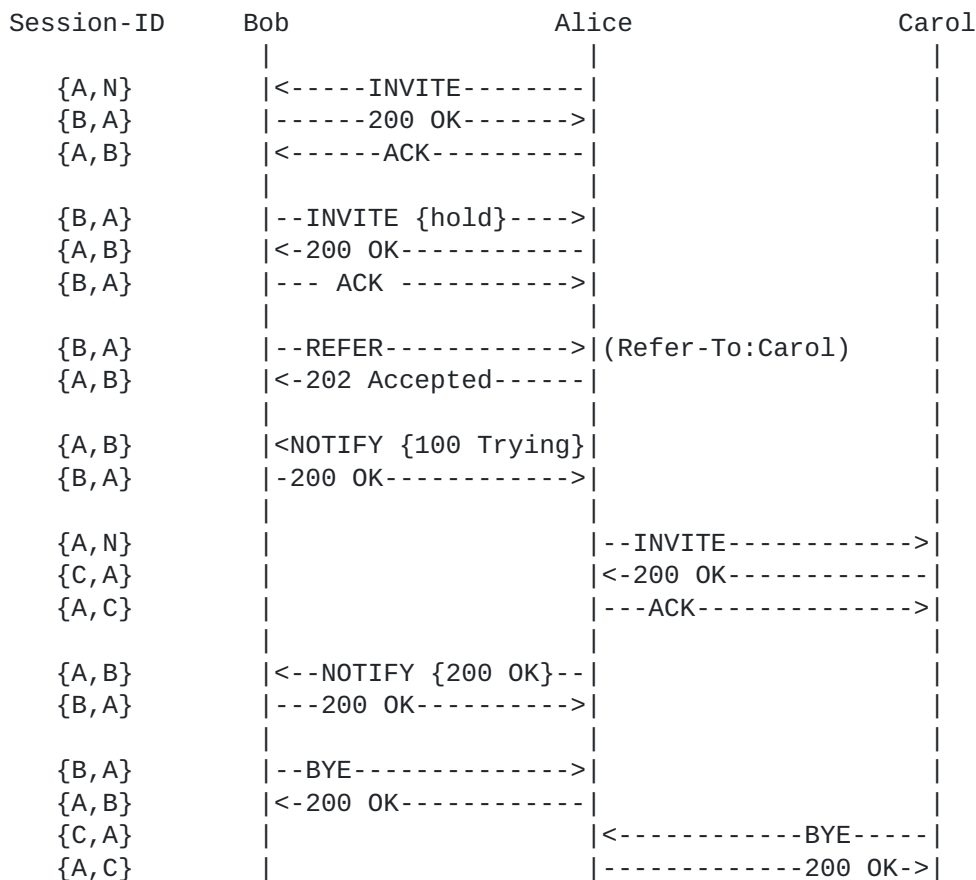 Session-ID     Bob                 Alice                Carol
                |                    |                    |
   {A,N}        |<-----INVITE--------|                    |
   {B,A}        |------200 OK------->|                    |
   {A,B}        |<------ACK----------|                    |
                |                    |                    |
   {B,A}        |--INVITE {hold}---->|                    |
   {A,B}        |<-200 OK------------|                    |
   {B,A}        |--- ACK ----------->|                    |
                |                    |                    |
   {B,A}        |--REFER------------>|(Refer-To:Carol)    |
   {A,B}        |<-202 Accepted------|                    |
                |                    |                    |
   {A,B}        |<NOTIFY {100 Trying}|                    |
   {B,A}        |-200 OK------------>|                    |
                |                    |                    |
   {A,N}        |                    |--INVITE----------->|
   {C,A}        |                    |<-200 OK------------|
   {A,C}        |                    |---ACK------------->|
                |                    |                    |
   {A,B}        |<--NOTIFY {200 OK}--|                    |
   {B,A}        |---200 OK---------->|                    |
                |                    |                    |
   {B,A}        |--BYE-------------->|                    |
   {A,B}        |<-200 OK------------|                    |
   {C,A}        |                    |<------------BYE-----|
   {A,C}        |                    |-------------200 OK->|